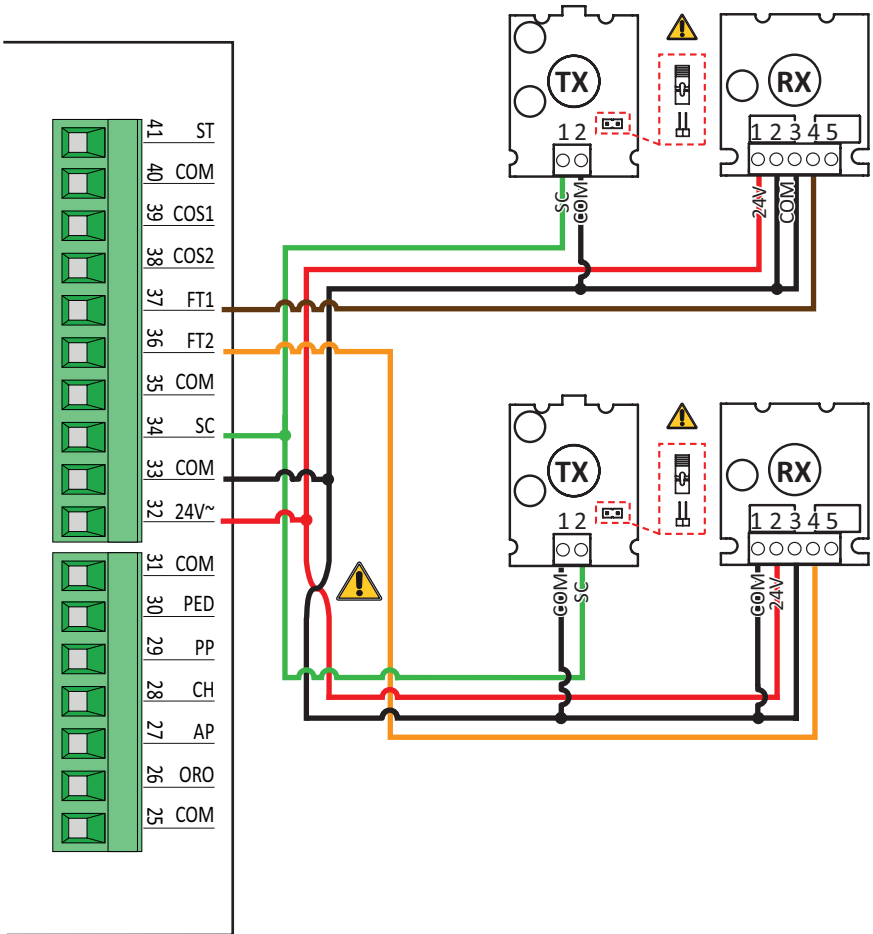 41 ST
40 COM
39 COS1
38 COS2
37 FT1
36 FT2
35 COM
34 SC
33 COM
32 24V~
31 COM
30 PED
29 PP
28 CH
27 AP
26 ORO
25 COM
TX
1 2
SC
COM
RX
1 2 3 4 5
24V
COM
TX
1 2
COM
SC
RX
1 2 3 4 5
COM
24V